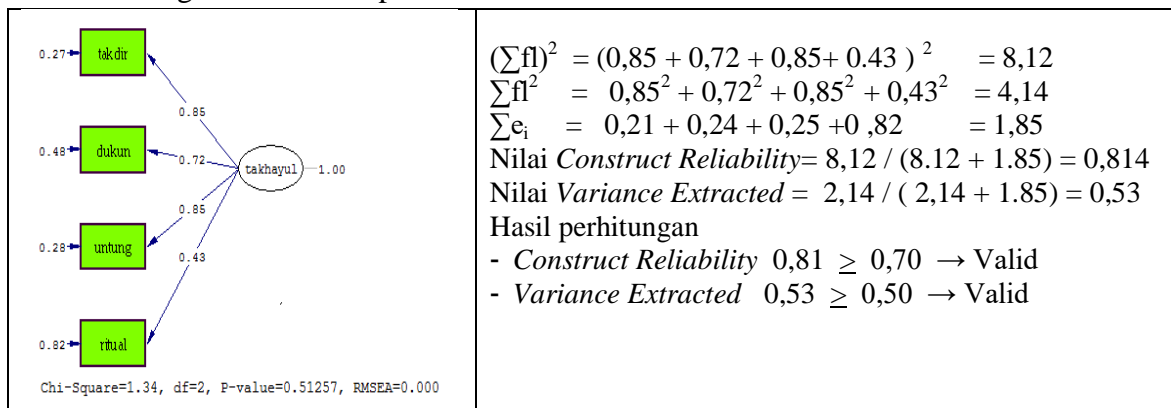 0.27
takdir
0.85
0.48
dukun
0.72
takhayul
1.00
0.85
0.28
untung
0.43
0.82
ritual
Chi-Square=1.34, df=2, P-value=0.51257, RMSEA=0.000
(∑fl)² = (0,85 + 0,72 + 0,85+ 0.43 ) ² = 8,12
∑fl² = 0,85² + 0,72² + 0,85² + 0,43² = 4,14
∑eᵢ = 0,21 + 0,24 + 0,25 +0 ,82 = 1,85
Nilai Construct Reliability= 8,12 / (8.12 + 1.85) = 0,814
Nilai Variance Extracted = 2,14 / ( 2,14 + 1.85) = 0,53
Hasil perhitungan
- Construct Reliability 0,81 ≥ 0,70 → Valid
- Variance Extracted 0,53 ≥ 0,50 → Valid